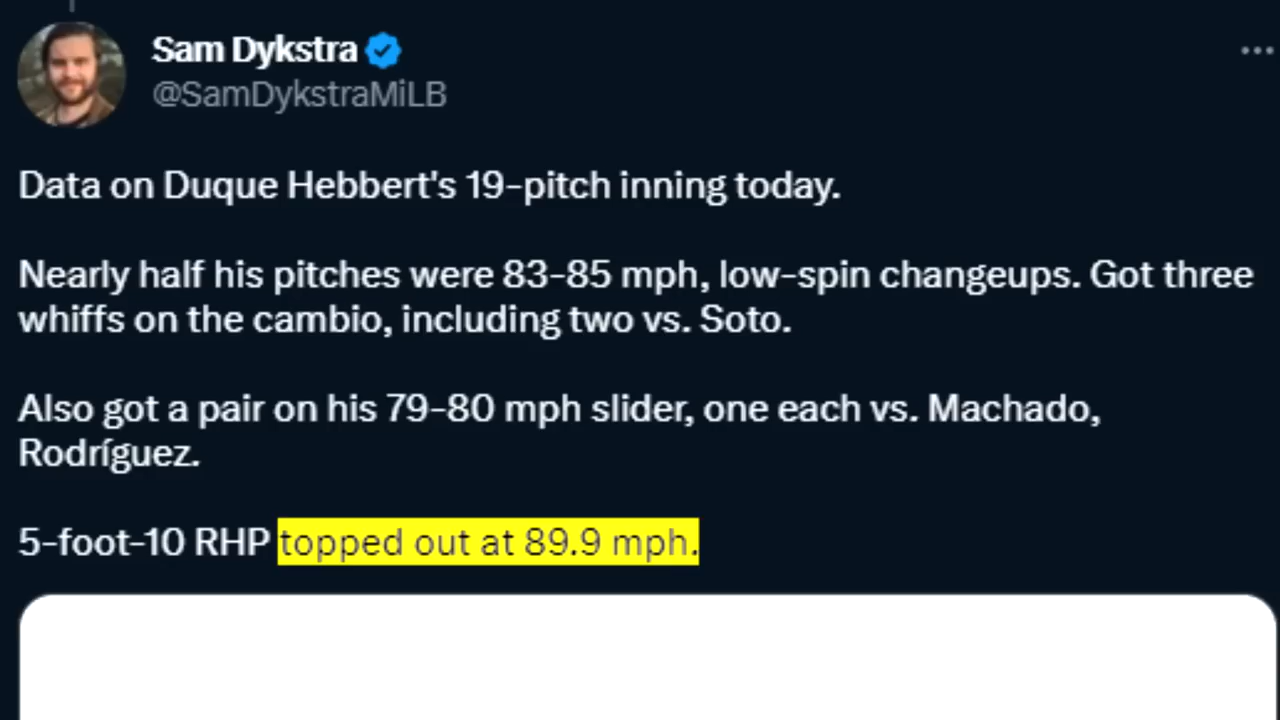 Sam Dykstra
@SamDykstraMiLB
Data on Duque Hebbert's 19-pitch inning today.
Nearly half his pitches were 83-85 mph, low-spin changeups. Got three
whiffs on the cambio, including two vs. Soto.
Also got a pair on his 79-80 mph slider, one each vs. Machado,
Rodríguez.
5-foot-10 RHP topped out at 89.9 mph.